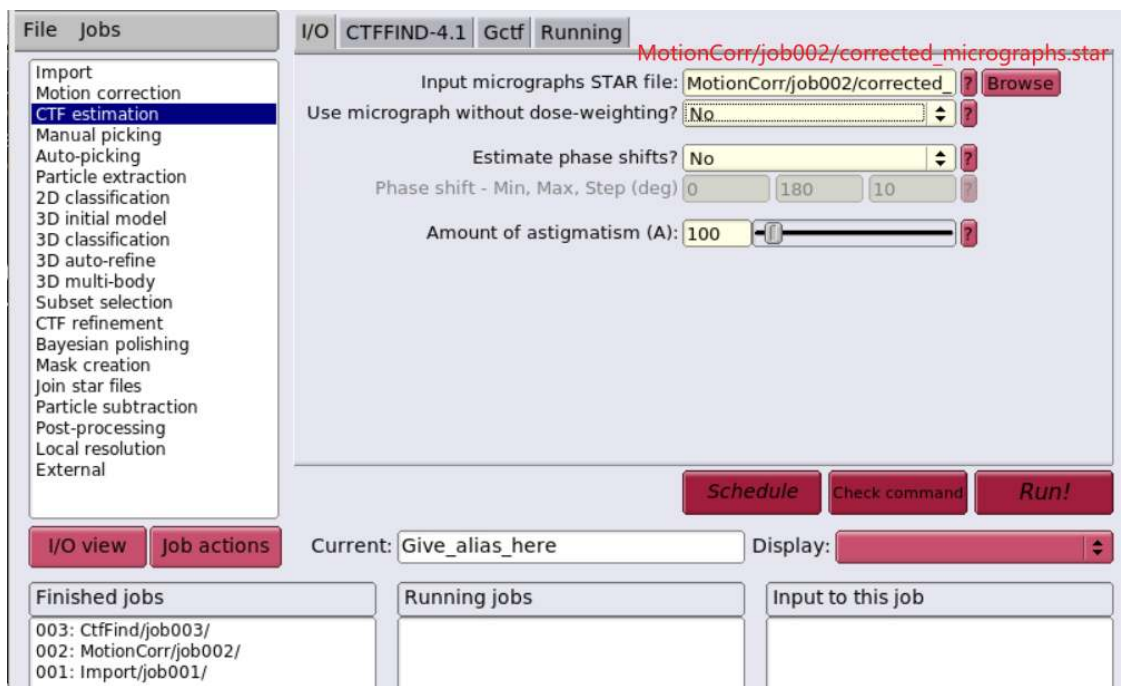 File Jobs
Import
Motion correction
CTF estimation
Manual picking
Auto-picking
Particle extraction
2D classification
3D initial model
3D classification
3D auto-refine
3D multi-body
Subset selection
CTF refinement
Bayesian polishing
Mask creation
Join star files
Particle subtraction
Post-processing
Local resolution
External
I/O CTFFIND-4.1 Gctf Running
MotionCorr/job002/corrected_micrographs.star
Input micrographs STAR file: MotionCorr/job002/corrected_ ? Browse
Use micrograph without dose-weighting? No ?
Estimate phase shifts? No ?
Phase shift - Min, Max, Step (deg) 0 180 10 ?
Amount of astigmatism (A): 100 ?
Schedule Check command Run!
I/O view Job actions Current: Give_alias_here Display:
Finished jobs
003: CtfFind/job003/
002: MotionCorr/job002/
001: Import/job001/
Running jobs
Input to this job